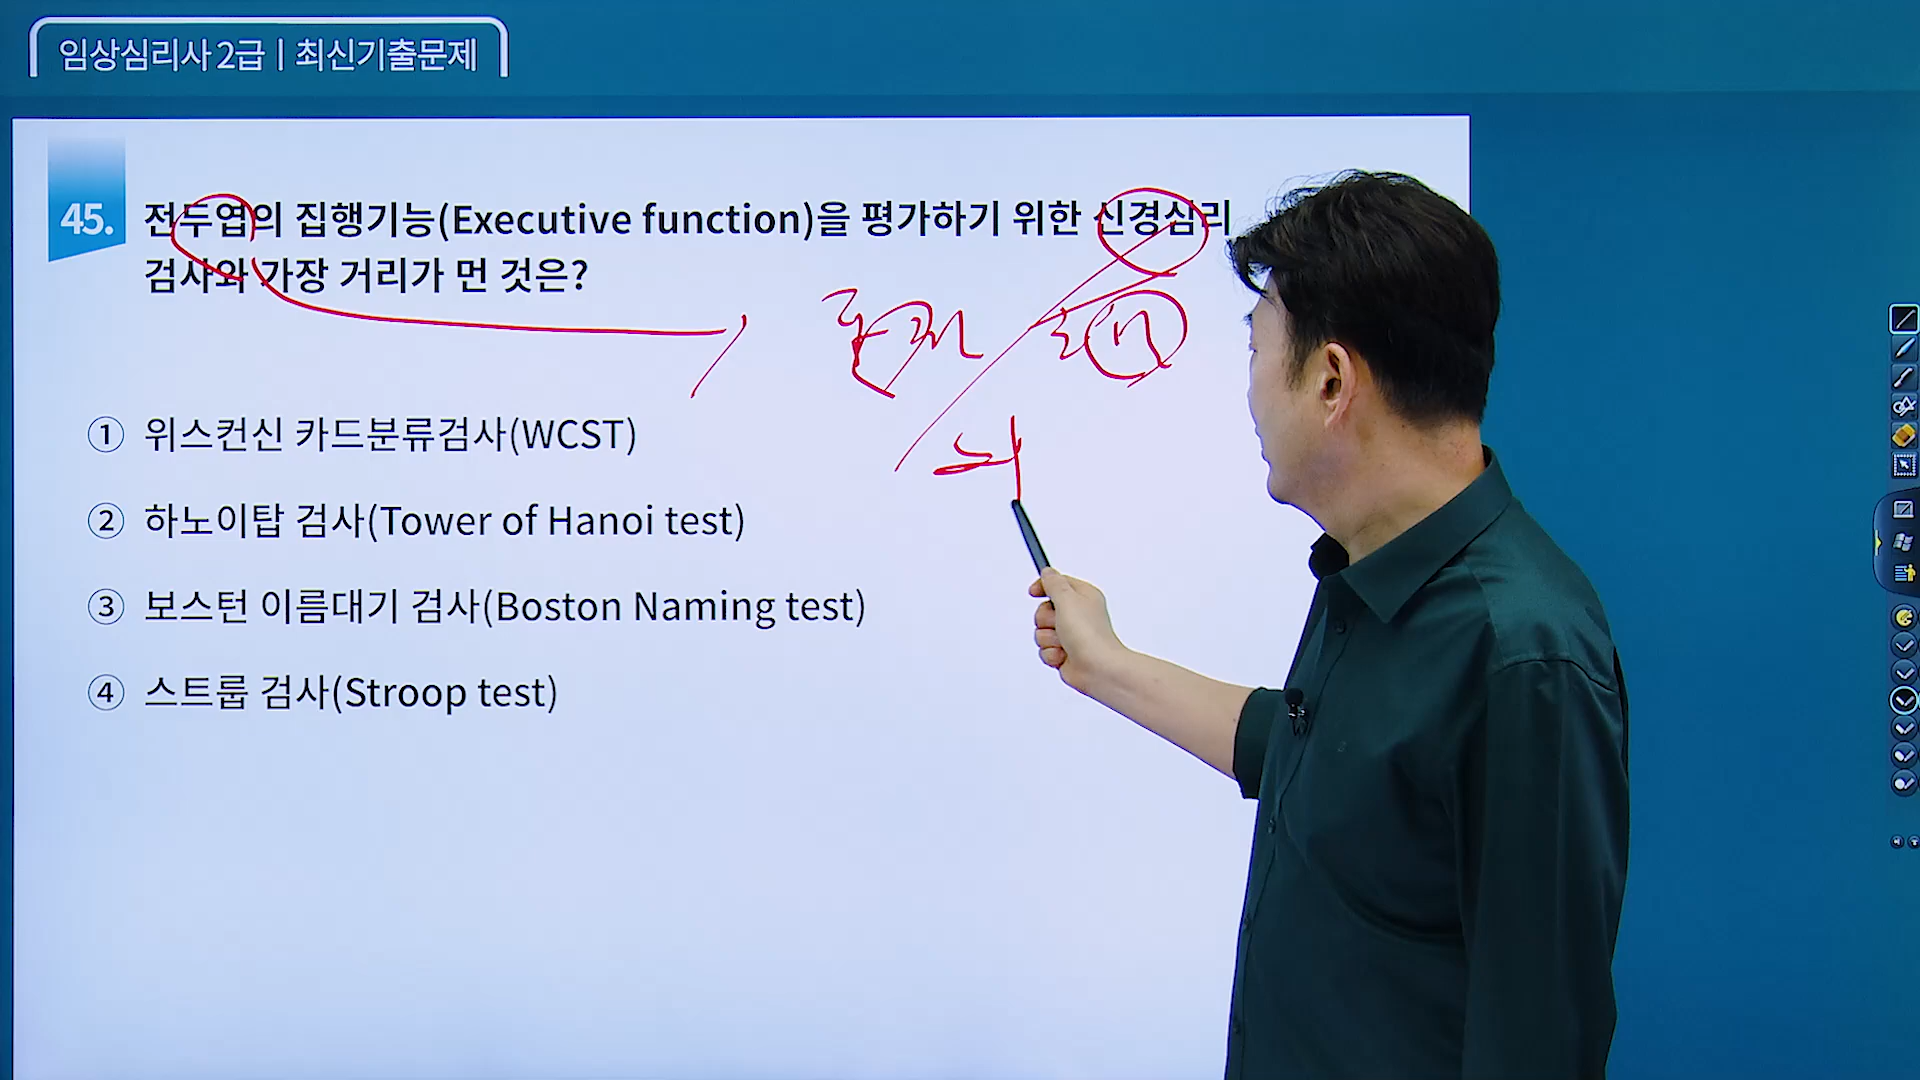 임상심리사 2급 | 최신기출문제
45. 전두엽의 집행기능(Executive function)을 평가하기 위한 신경심리
검사와 가장 거리가 먼 것은?
① 위스컨신 카드분류검사(WCST)
② 하노이탑 검사(Tower of Hanoi test)
③ 보스턴 이름대기 검사(Boston Naming test)
④ 스트룹 검사(Stroop test)